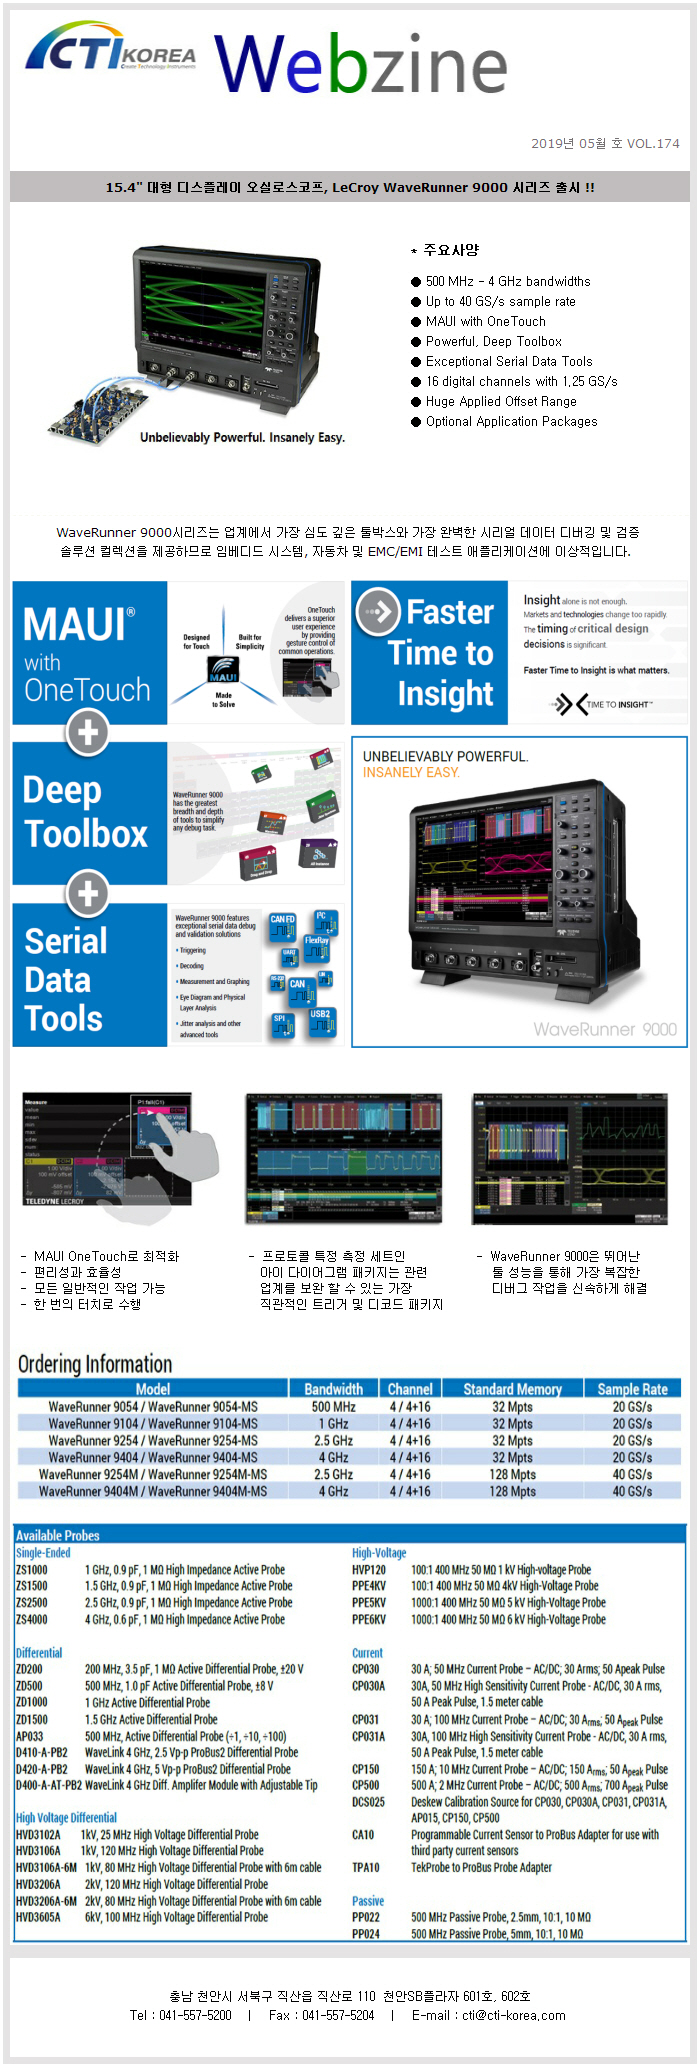 CTI KOREA
Create Technology Instruments
Webzine
2019년 05월 호 VOL.174
15.4" 대형 디스플레이 오실로스코프, LeCroy WaveRunner 9000 시리즈 출시 !!
Unbelievably Powerful. Insanely Easy.
* 주요사양
● 500 MHz - 4 GHz bandwidths
● Up to 40 GS/s sample rate
● MAUI with OneTouch
● Powerful, Deep Toolbox
● Exceptional Serial Data Tools
● 16 digital channels with 1.25 GS/s
● Huge Applied Offset Range
● Optional Application Packages
WaveRunner 9000시리즈는 업계에서 가장 심도 깊은 툴박스와 가장 완벽한 시리얼 데이터 디버깅 및 검증
솔루션 컬렉션을 제공하므로 임베디드 시스템, 자동차 및 EMC/EMI 테스트 애플리케이션에 이상적입니다.
MAUI®
with
OneTouch
Designed
for Touch
Built for
Simplicity
MAUI
Made
to Solve
OneTouch
delivers a superior
user experience
by providing
gesture control of
common operations.
Faster
Time to
Insight
Insight alone is not enough.
Markets and technologies change too rapidly.
The timing of critical design
decisions is significant.
Faster Time to Insight is what matters.
TIME TO INSIGHT™
Deep
Toolbox
WaveRunner 9000
has the greatest
breadth and depth
of tools to simplify
any debug task.
UNBELIEVABLY POWERFUL.
INSANELY EASY.
WaveRunner 9000
Serial
Data
Tools
WaveRunner 9000 features
exceptional serial data debug
and validation solutions
• Triggering
• Decoding
• Measurement and Graphing
• Eye Diagram and Physical
Layer Analysis
• Jitter analysis and other
advanced tools
CAN FD
I²C
UART
FlexRay
LIN
CAN
SPI
USB2
Measure
P1:fall(C1)
value
mean
min
max
sdev
num
status
TELEDYNE LECROY
- MAUI OneTouch로 최적화
- 편리성과 효율성
- 모든 일반적인 작업 가능
- 한 번의 터치로 수행
- 프로토콜 특정 측정 세트인
아이 다이어그램 패키지는 관련
업계를 보완 할 수 있는 가장
직관적인 트리거 및 디코드 패키지
- WaveRunner 9000은 뛰어난
툴 성능을 통해 가장 복잡한
디버그 작업을 신속하게 해결
Ordering Information
Model Bandwidth Channel Standard Memory Sample Rate
WaveRunner 9054 / WaveRunner 9054-MS 500 MHz 4 / 4+16 32 Mpts 20 GS/s
WaveRunner 9104 / WaveRunner 9104-MS 1 GHz 4 / 4+16 32 Mpts 20 GS/s
WaveRunner 9254 / WaveRunner 9254-MS 2.5 GHz 4 / 4+16 32 Mpts 20 GS/s
WaveRunner 9404 / WaveRunner 9404-MS 4 GHz 4 / 4+16 32 Mpts 20 GS/s
WaveRunner 9254M / WaveRunner 9254M-MS 2.5 GHz 4 / 4+16 128 Mpts 40 GS/s
WaveRunner 9404M / WaveRunner 9404M-MS 4 GHz 4 / 4+16 128 Mpts 40 GS/s
Available Probes
Single-Ended
ZS1000 1 GHz, 0.9 pF, 1 MΩ High Impedance Active Probe
ZS1500 1.5 GHz, 0.9 pF, 1 MΩ High Impedance Active Probe
ZS2500 2.5 GHz, 0.9 pF, 1 MΩ High Impedance Active Probe
ZS4000 4 GHz, 0.6 pF, 1 MΩ High Impedance Active Probe
Differential
ZD200 200 MHz, 3.5 pF, 1 MΩ Active Differential Probe, ±20 V
ZD500 500 MHz, 1.0 pF Active Differential Probe, ±8 V
ZD1000 1 GHz Active Differential Probe
ZD1500 1.5 GHz Active Differential Probe
AP033 500 MHz, Active Differential Probe (÷1, ÷10, ÷100)
D410-A-PB2 WaveLink 4 GHz, 2.5 Vp-p ProBus2 Differential Probe
D420-A-PB2 WaveLink 4 GHz, 5 Vp-p ProBus2 Differential Probe
D400-A-AT-PB2 WaveLink 4 GHz Diff. Amplifer Module with Adjustable Tip
High Voltage Differential
HVD3102A 1kV, 25 MHz High Voltage Differential Probe
HVD3106A 1kV, 120 MHz High Voltage Differential Probe
HVD3106A-6M 1kV, 80 MHz High Voltage Differential Probe with 6m cable
HVD3206A 2kV, 120 MHz High Voltage Differential Probe
HVD3206A-6M 2kV, 80 MHz High Voltage Differential Probe with 6m cable
HVD3605A 6kV, 100 MHz High Voltage Differential Probe
High-Voltage
HVP120 100:1 400 MHz 50 MΩ 1 kV High-voltage Probe
PPE4KV 100:1 400 MHz 50 MΩ 4kV High-Voltage Probe
PPE5KV 1000:1 400 MHz 50 MΩ 5 kV High-Voltage Probe
PPE6KV 1000:1 400 MHz 50 MΩ 6 kV High-Voltage Probe
Current
CP030 30 A; 50 MHz Current Probe – AC/DC; 30 Arms; 50 Apeak Pulse
CP030A 30A, 50 MHz High Sensitivity Current Probe - AC/DC, 30 A rms,
50 A Peak Pulse, 1.5 meter cable
CP031 30 A; 100 MHz Current Probe – AC/DC; 30 Arms; 50 Apeak Pulse
CP031A 30A, 100 MHz High Sensitivity Current Probe - AC/DC, 30 A rms,
50 A Peak Pulse, 1.5 meter cable
CP150 150 A; 10 MHz Current Probe – AC/DC; 150 Arms; 50 Apeak Pulse
CP500 500 A; 2 MHz Current Probe – AC/DC; 500 Arms; 700 Apeak Pulse
DCS025 Deskew Calibration Source for CP030, CP030A, CP031, CP031A,
AP015, CP150, CP500
CA10 Programmable Current Sensor to ProBus Adapter for use with
third party current sensors
TPA10 TekProbe to ProBus Probe Adapter
Passive
PP022 500 MHz Passive Probe, 2.5mm, 10:1, 10 MΩ
PP024 500 MHz Passive Probe, 5mm, 10:1, 10 MΩ
충남 천안시 서북구 직산읍 직산로 110 천안SB플라자 601호, 602호
Tel : 041-557-5200 | Fax : 041-557-5204 | E-mail : cti@cti-korea.com